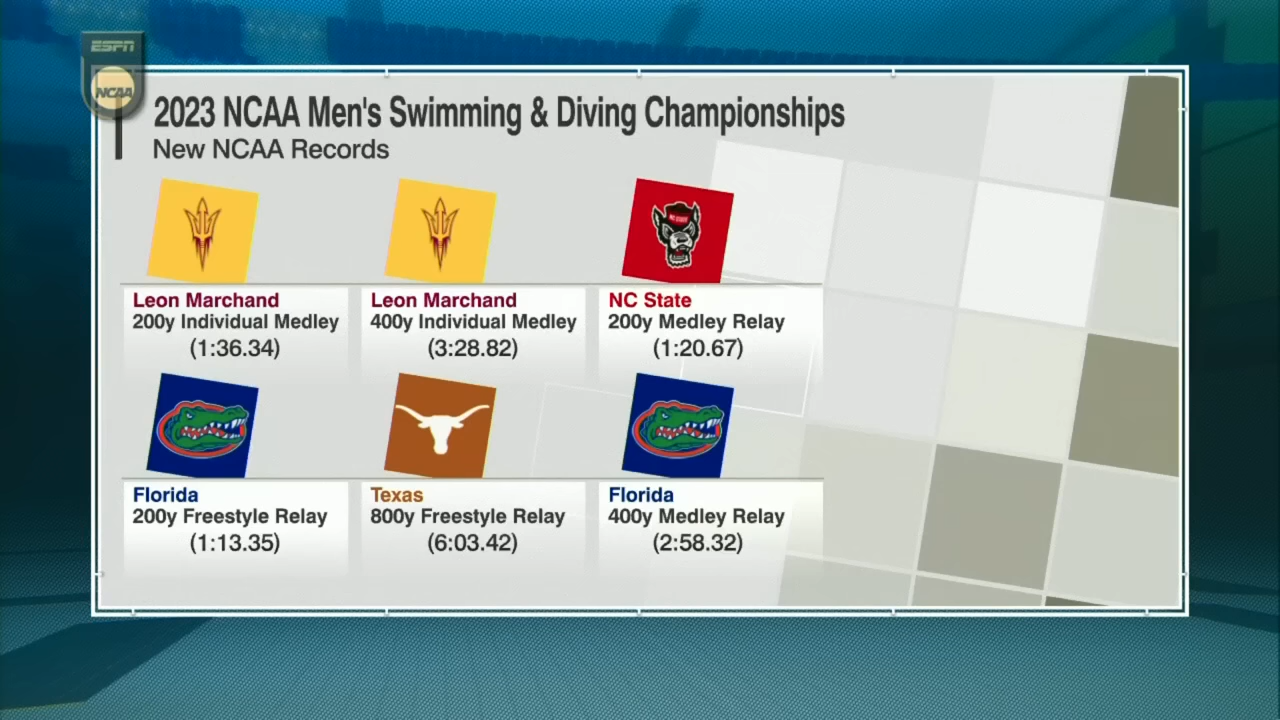 ESPN
NCAA
2023 NCAA Men's Swimming & Diving Championships
New NCAA Records
NC STATE
Leon Marchand
200y Individual Medley
(1:36.34)
Leon Marchand
400y Individual Medley
(3:28.82)
NC State
200y Medley Relay
(1:20.67)
Florida
200y Freestyle Relay
(1:13.35)
Texas
800y Freestyle Relay
(6:03.42)
Florida
400y Medley Relay
(2:58.32)